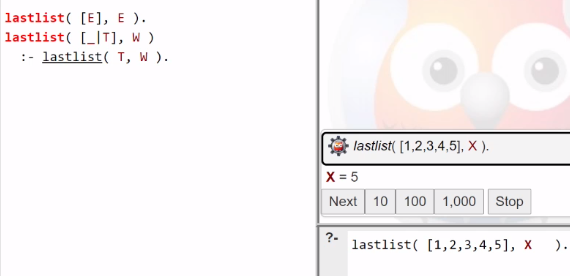 lastlist( [E], E ).
lastlist( [_|T], W )
:- lastlist( T, W ).
lastlist( [1,2,3,4,5], X ).
X = 5
Next 10 100 1,000 Stop
?- lastlist( [1,2,3,4,5], X ).